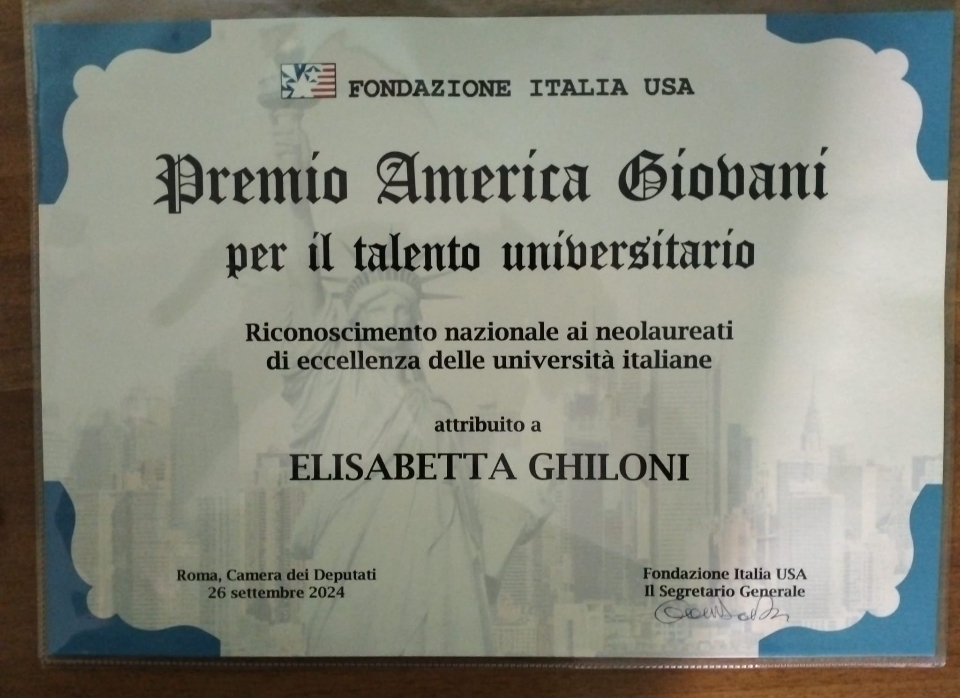 FONDAZIONE ITALIA USA
Premio America Giovani
per il talento universitario
Riconoscimento nazionale ai neolaureati
di eccellenza delle università italiane
attribuito a
ELISABETTA GHILONI
Roma, Camera dei Deputati
26 settembre 2024
Fondazione Italia USA
Il Segretario Generale